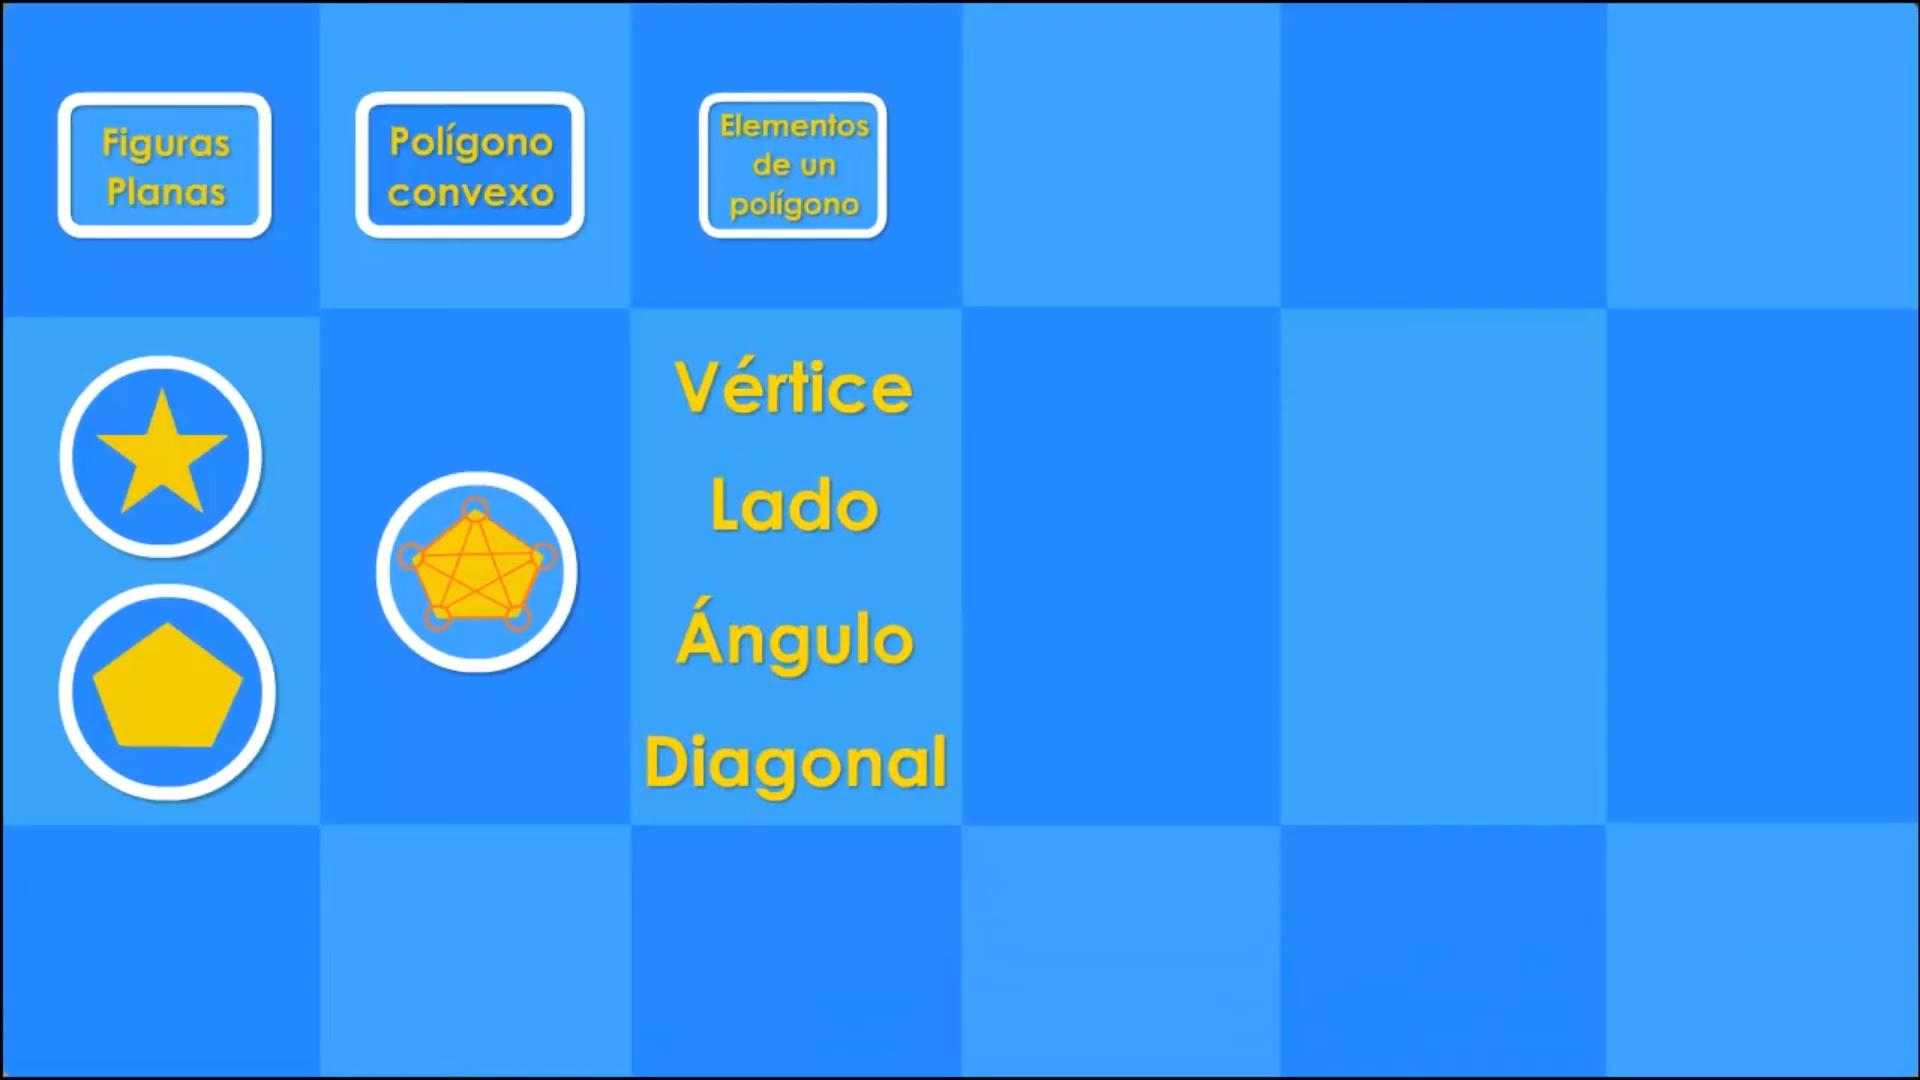 Figuras
Planas
Polígono
convexo
Elementos
de un
polígono
Vértice
Lado
Ángulo
Diagonal